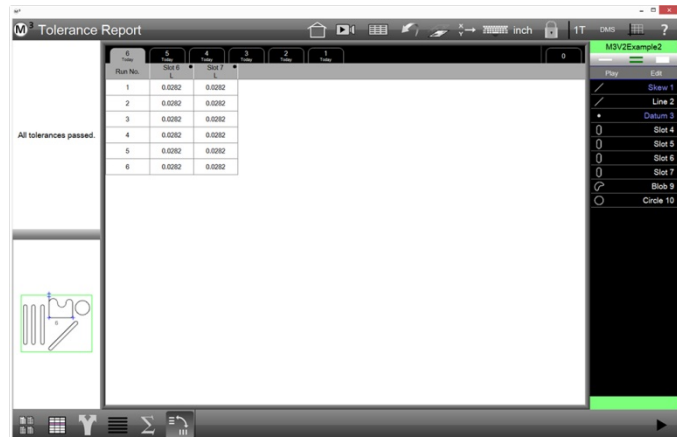 M³
M³ Tolerance Report
inch
1T
DMS
?
6 Today
5 Today
4 Today
3 Today
2 Today
1 Today
0
M3V2Example2
Play Edit
Run No.
Slot 6 L
Slot 7 L
1 0.0282 0.0282
2 0.0282 0.0282
3 0.0282 0.0282
4 0.0282 0.0282
5 0.0282 0.0282
6 0.0282 0.0282
All tolerances passed.
Skew 1
Line 2
Datum 3
Slot 4
Slot 5
Slot 6
Slot 7
Blob 9
Circle 10